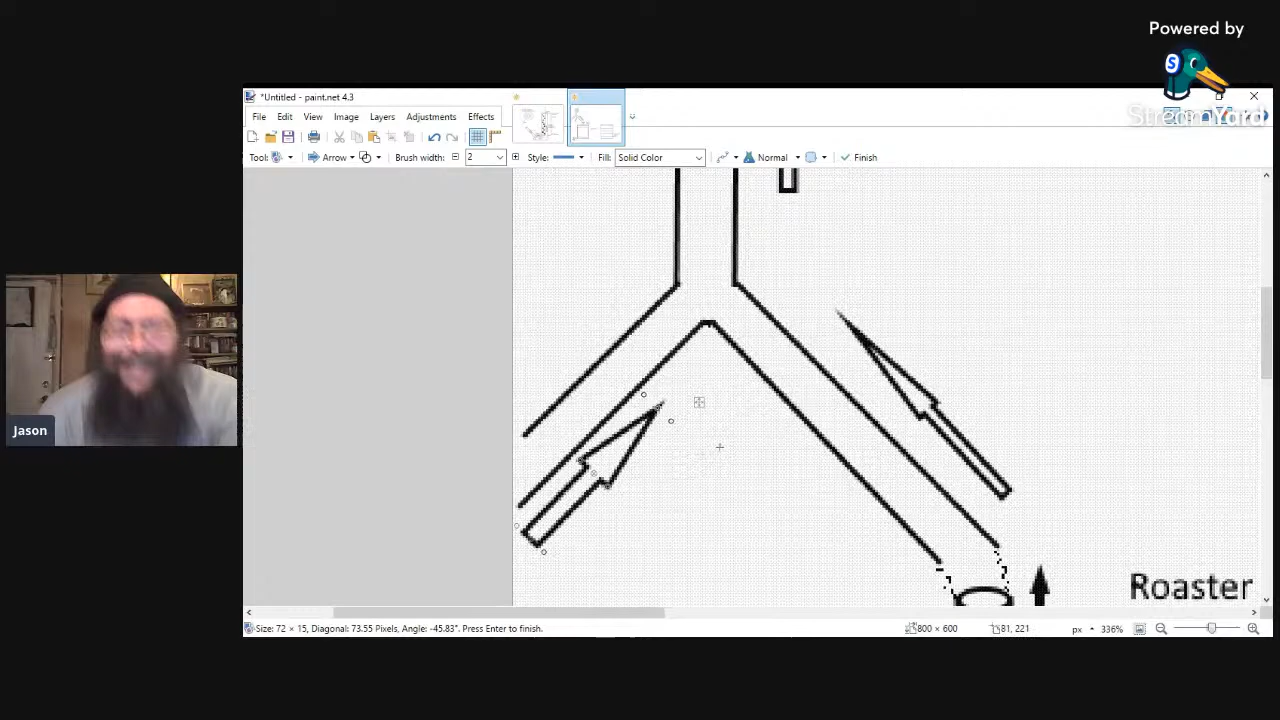 Powered by
StreamYard
*Untitled - paint.net 4.3
File Edit View Image Layers Adjustments Effects
Tool: Arrow Brush width: 2 Style: Fill: Solid Color Normal Finish
Jason
Roaster
Size: 72 × 15, Diagonal: 73.55 Pixels, Angle: -45.83°. Press Enter to finish.
800 × 600
81, 221
px
336%